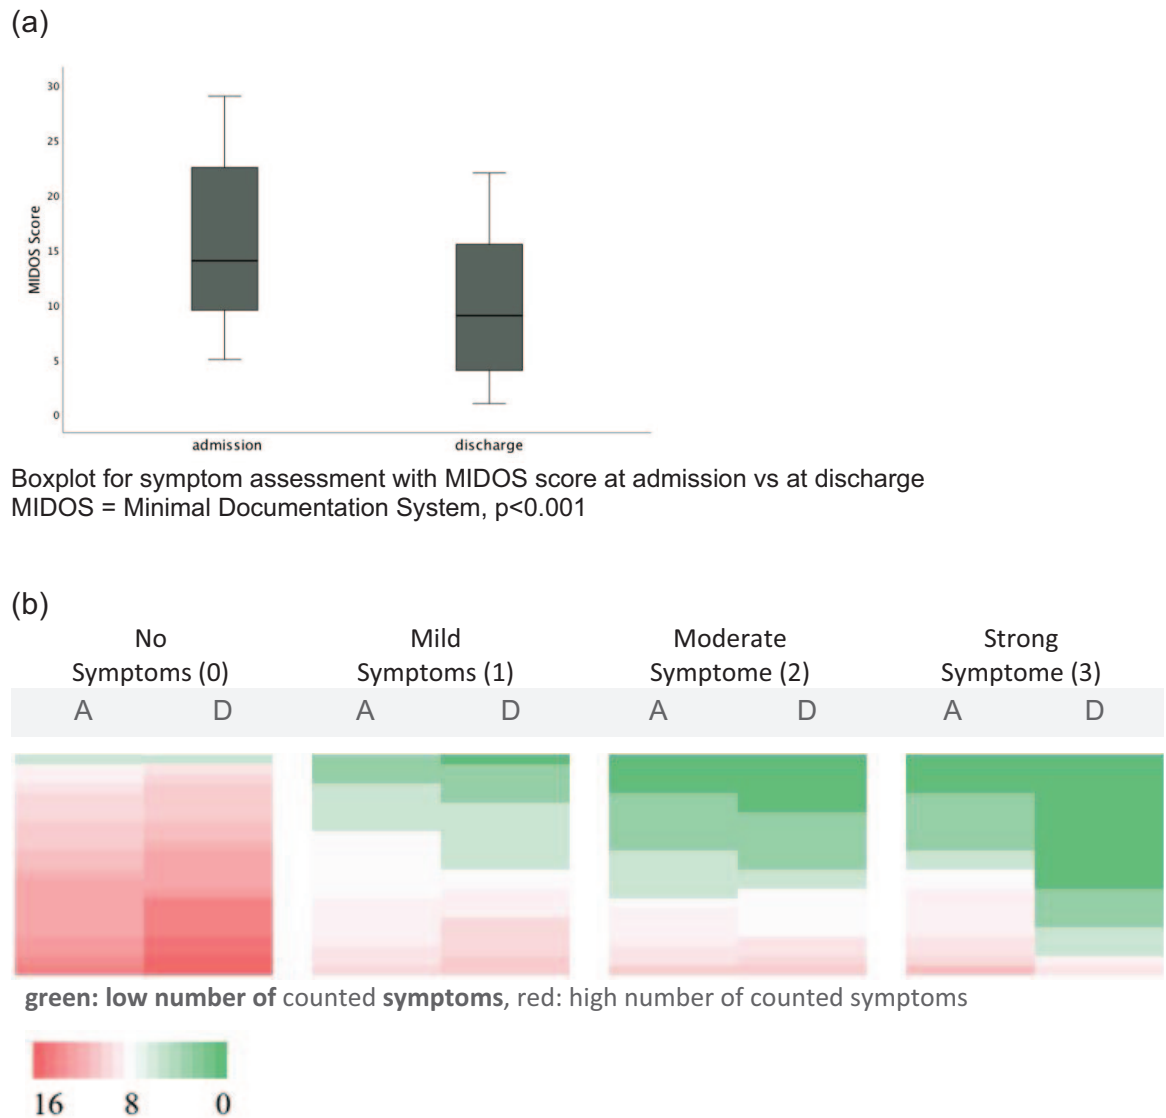 (a)
30
25
20
15
10
5
0
MIDOS Score
admission
discharge
Boxplot for symptom assessment with MIDOS score at admission vs at discharge
MIDOS = Minimal Documentation System, p<0.001
(b)
No
Symptoms (0)
Mild
Symptoms (1)
Moderate
Symptome (2)
Strong
Symptome (3)
A D A D A D A D
green: low number of counted symptoms, red: high number of counted symptoms
16 8 0